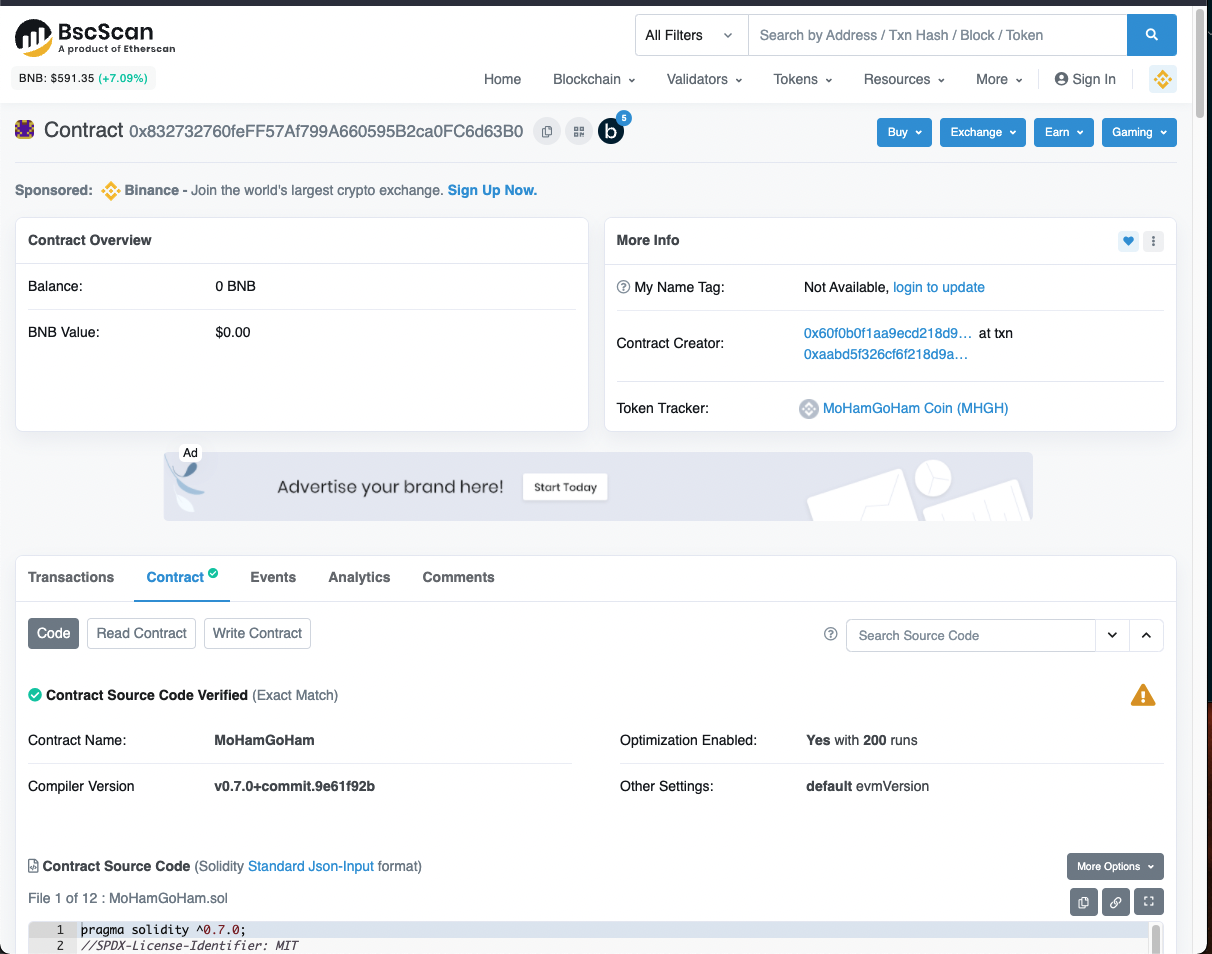 BscScan
A product of Etherscan
All Filters
Search by Address / Txn Hash / Block / Token
BNB: $591.35 (+7.09%)
Home Blockchain Validators Tokens Resources More Sign In
Contract 0x832732760feFF57Af799A660595B2ca0FC6d63B0
b 5
Buy Exchange Earn Gaming
Sponsored: Binance - Join the world's largest crypto exchange. Sign Up Now.
Contract Overview
Balance: 0 BNB
BNB Value: $0.00
More Info
My Name Tag: Not Available, login to update
Contract Creator: 0x60f0b0f1aa9ecd218d9... at txn
0xaabd5f326cf6f218d9a...
Token Tracker: MoHamGoHam Coin (MHGH)
Ad
Advertise your brand here! Start Today
Transactions Contract Events Analytics Comments
Code Read Contract Write Contract
Search Source Code
Contract Source Code Verified (Exact Match)
Contract Name: MoHamGoHam
Optimization Enabled: Yes with 200 runs
Compiler Version v0.7.0+commit.9e61f92b
Other Settings: default evmVersion
Contract Source Code (Solidity Standard Json-Input format)
More Options
File 1 of 12 : MoHamGoHam.sol
1 pragma solidity ^0.7.0;
2 //SPDX-License-Identifier: MIT